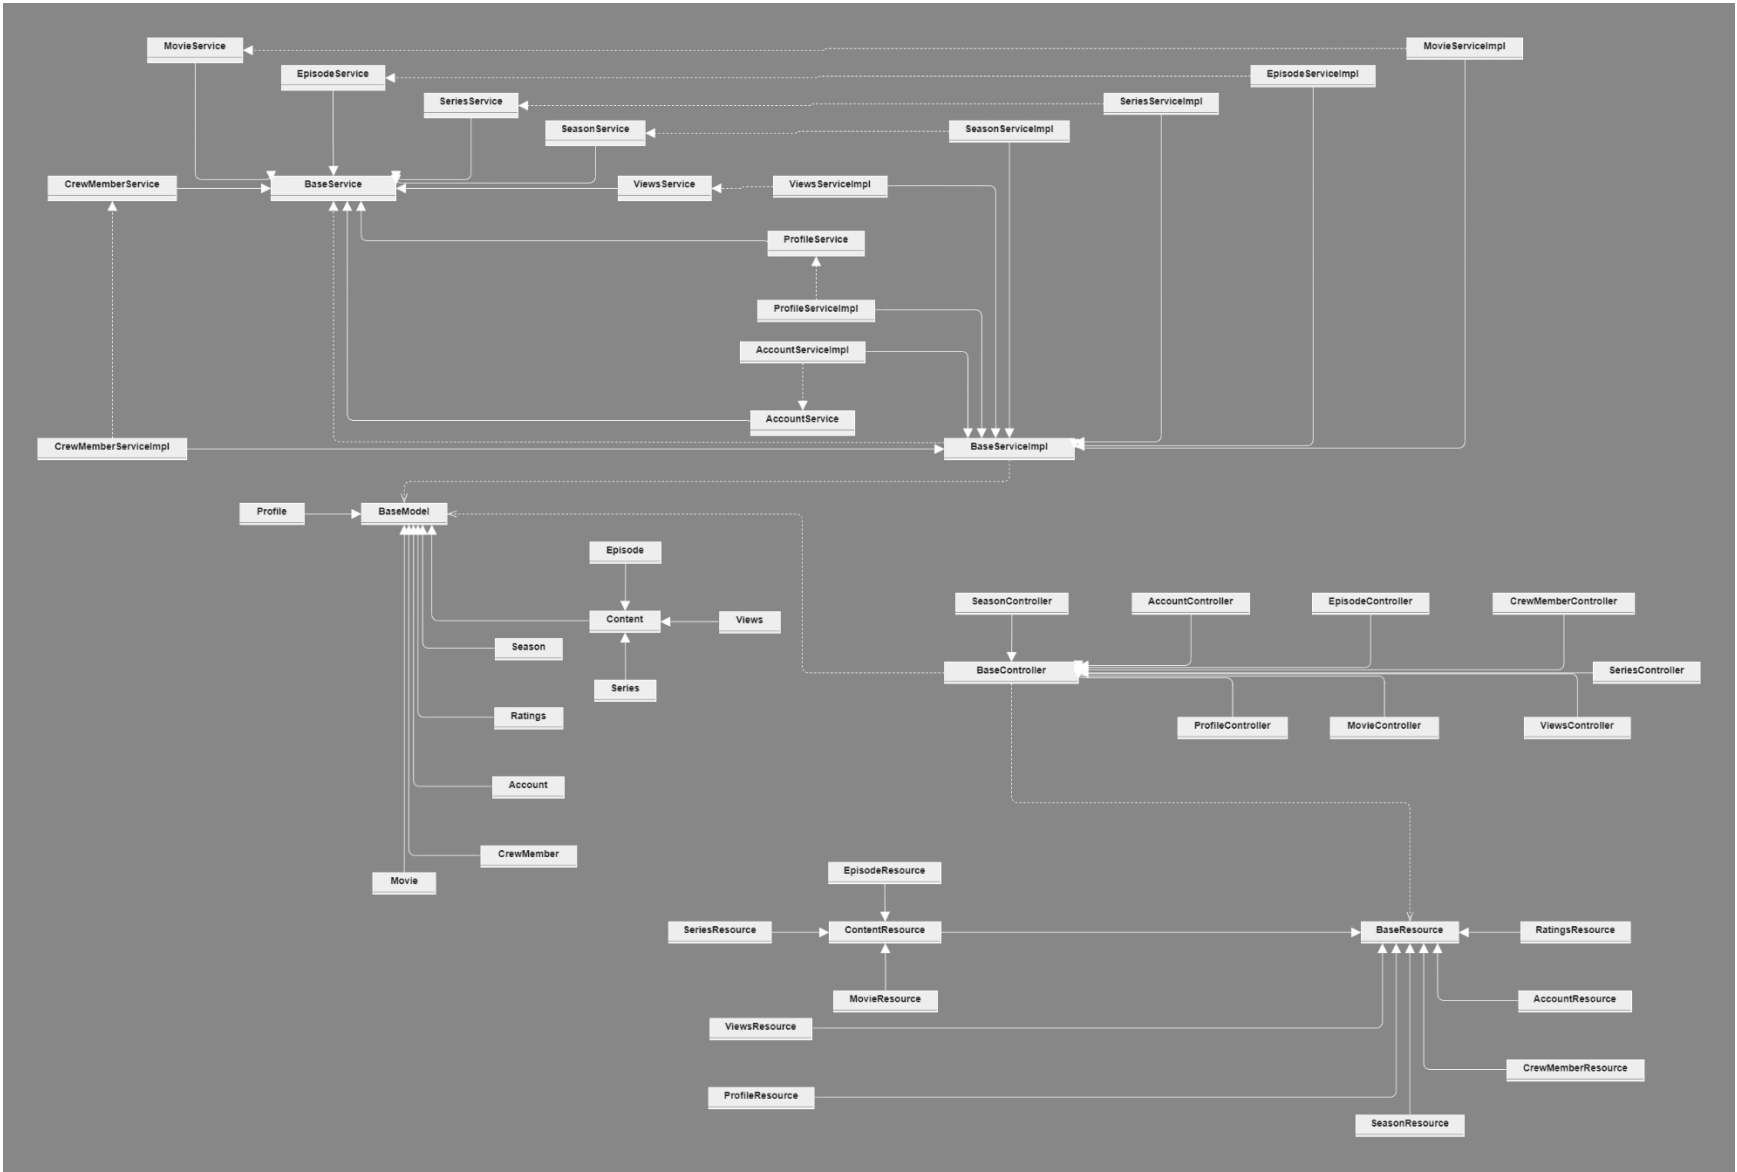 MovieService
MovieServiceImpl
EpisodeService
EpisodeServiceImpl
SeriesService
SeriesServiceImpl
SeasonService
SeasonServiceImpl
CrewMemberService
BaseService
ViewsService
ViewsServiceImpl
ProfileService
ProfileServiceImpl
AccountServiceImpl
AccountService
CrewMemberServiceImpl
BaseServiceImpl
Profile
BaseModel
Episode
Content
Views
Season
Series
Ratings
Account
CrewMember
Movie
SeasonController
AccountController
EpisodeController
CrewMemberController
BaseController
SeriesController
ProfileController
MovieController
ViewsController
EpisodeResource
SeriesResource
ContentResource
BaseResource
RatingsResource
MovieResource
AccountResource
ViewsResource
CrewMemberResource
ProfileResource
SeasonResource